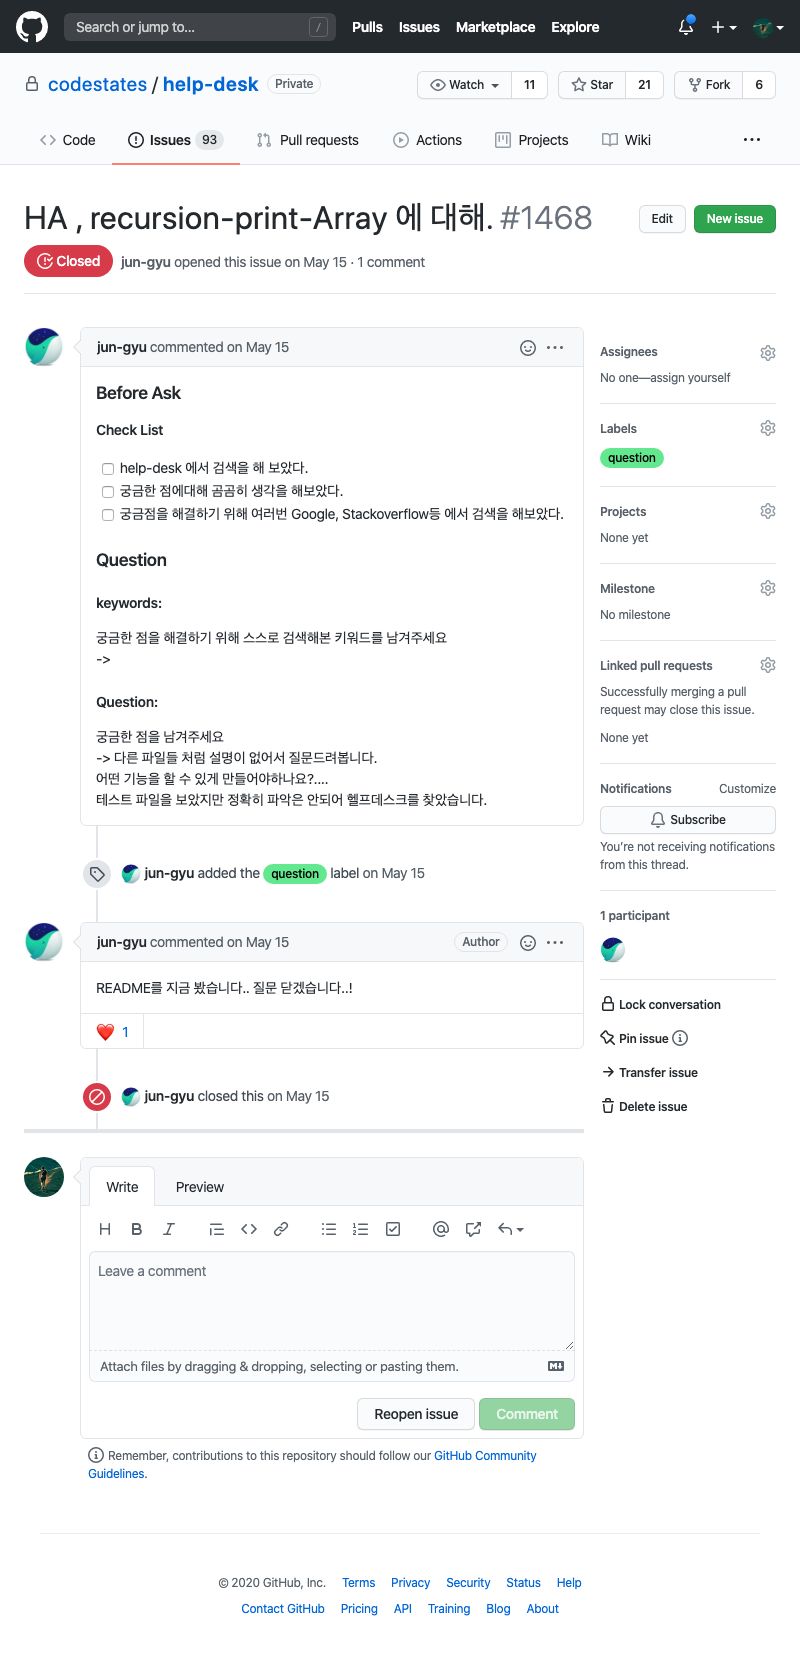 Search or jump to... /
Pulls Issues Marketplace Explore
codestates / help-desk Private
Watch 11 Star 21 Fork 6
Code Issues 93 Pull requests Actions Projects Wiki ...
HA , recursion-print-Array 에 대해. #1468
Edit New issue
Closed jun-gyu opened this issue on May 15 · 1 comment
jun-gyu commented on May 15
Before Ask
Check List
help-desk 에서 검색을 해 보았다.
궁금한 점에대해 곰곰히 생각을 해보았다.
궁금점을 해결하기 위해 여러번 Google, Stackoverflow등 에서 검색을 해보았다.
Question
keywords:
궁금한 점을 해결하기 위해 스스로 검색해본 키워드를 남겨주세요
->
Question:
궁금한 점을 남겨주세요
-> 다른 파일들 처럼 설명이 없어서 질문드려봅니다.
어떤 기능을 할 수 있게 만들어야하나요?....
테스트 파일을 보았지만 정확히 파악은 안되어 헬프데스크를 찾았습니다.
jun-gyu added the question label on May 15
jun-gyu commented on May 15 Author
README를 지금 봤습니다.. 질문 닫겠습니다..!
❤️ 1
jun-gyu closed this on May 15
Write Preview
H B I
Leave a comment
Attach files by dragging & dropping, selecting or pasting them.
Reopen issue Comment
Remember, contributions to this repository should follow our GitHub Community
Guidelines.
Assignees
No one—assign yourself
Labels
question
Projects
None yet
Milestone
No milestone
Linked pull requests
Successfully merging a pull
request may close this issue.
None yet
Notifications Customize
Subscribe
You're not receiving notifications
from this thread.
1 participant
Lock conversation
Pin issue
Transfer issue
Delete issue
© 2020 GitHub, Inc. Terms Privacy Security Status Help
Contact GitHub Pricing API Training Blog About